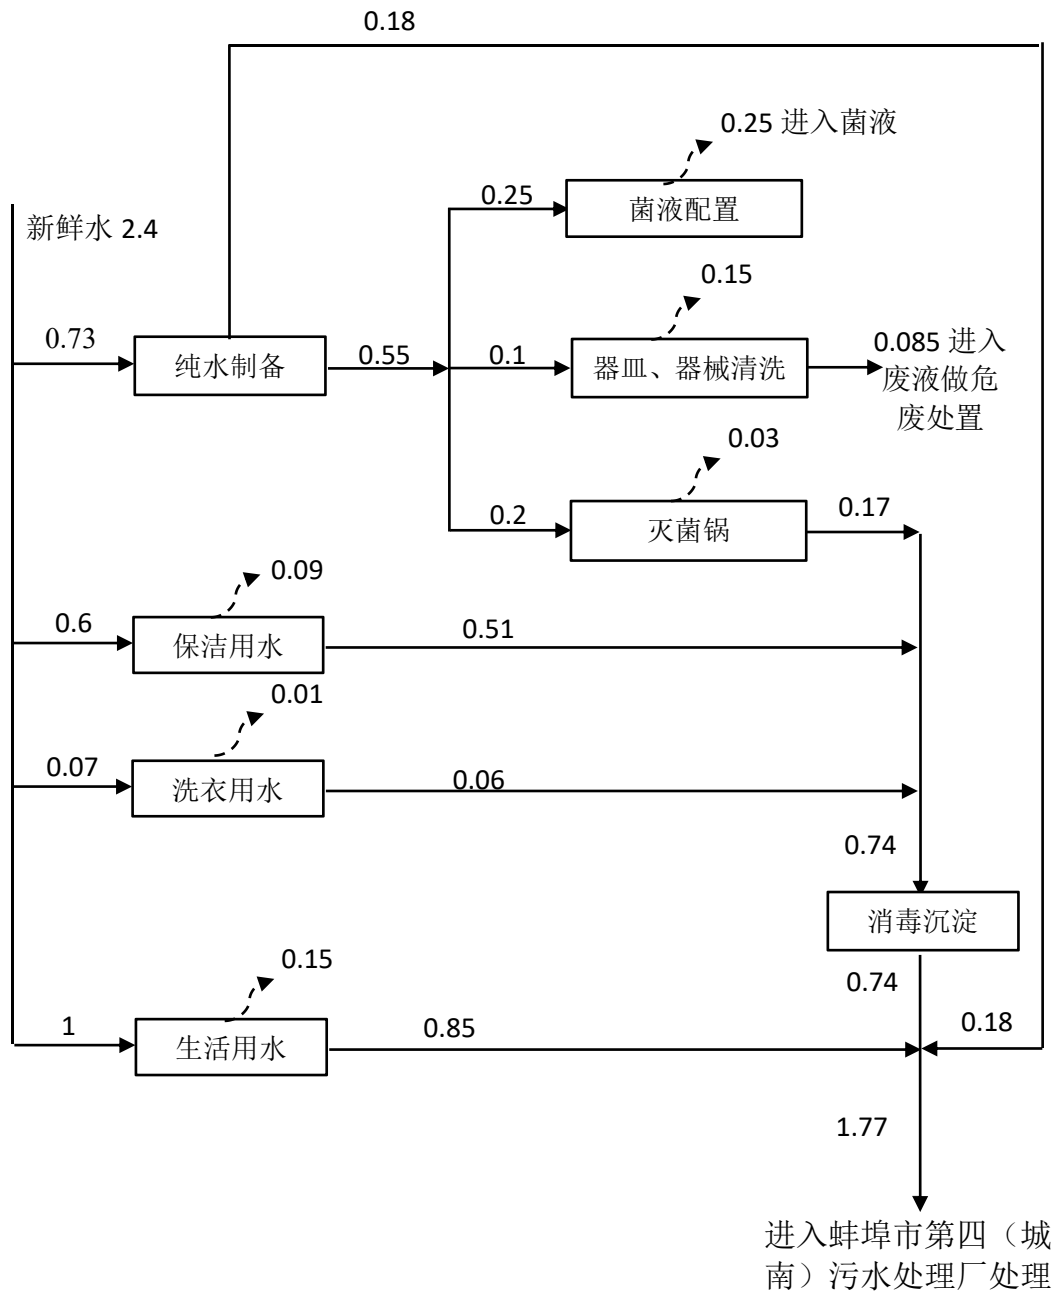 0.18
0.25 进入菌液
0.25
菌液配置
新鲜水 2.4
0.15
0.73
纯水制备
0.55
0.1
器皿、器械清洗
0.085 进入
废液做危
废处置
0.03
0.2
灭菌锅
0.17
0.09
0.6
保洁用水
0.51
0.01
0.07
洗衣用水
0.06
0.74
消毒沉淀
0.74
0.15
1
生活用水
0.85
0.18
1.77
进入蚌埠市第四（城
南）污水处理厂处理